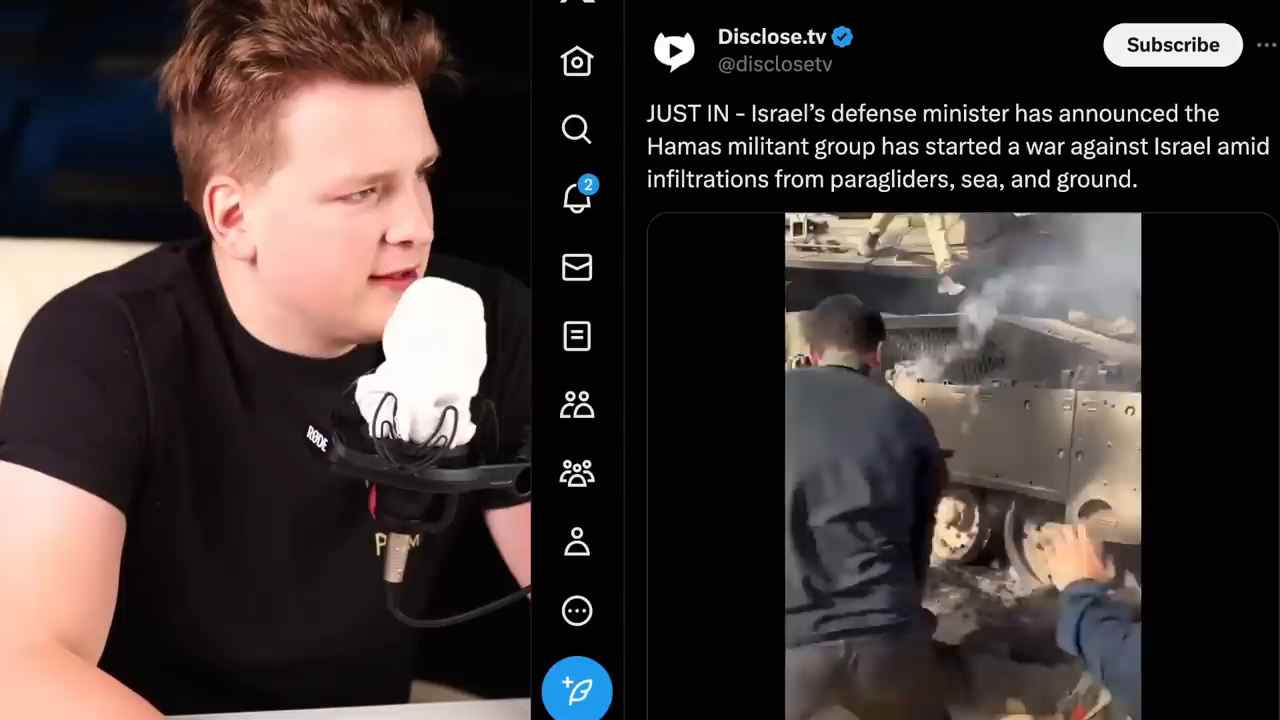 Disclose.tv
@disclosetv
Subscribe
JUST IN - Israel’s defense minister has announced the
Hamas militant group has started a war against Israel amid
infiltrations from paragliders, sea, and ground.
2
RØDE